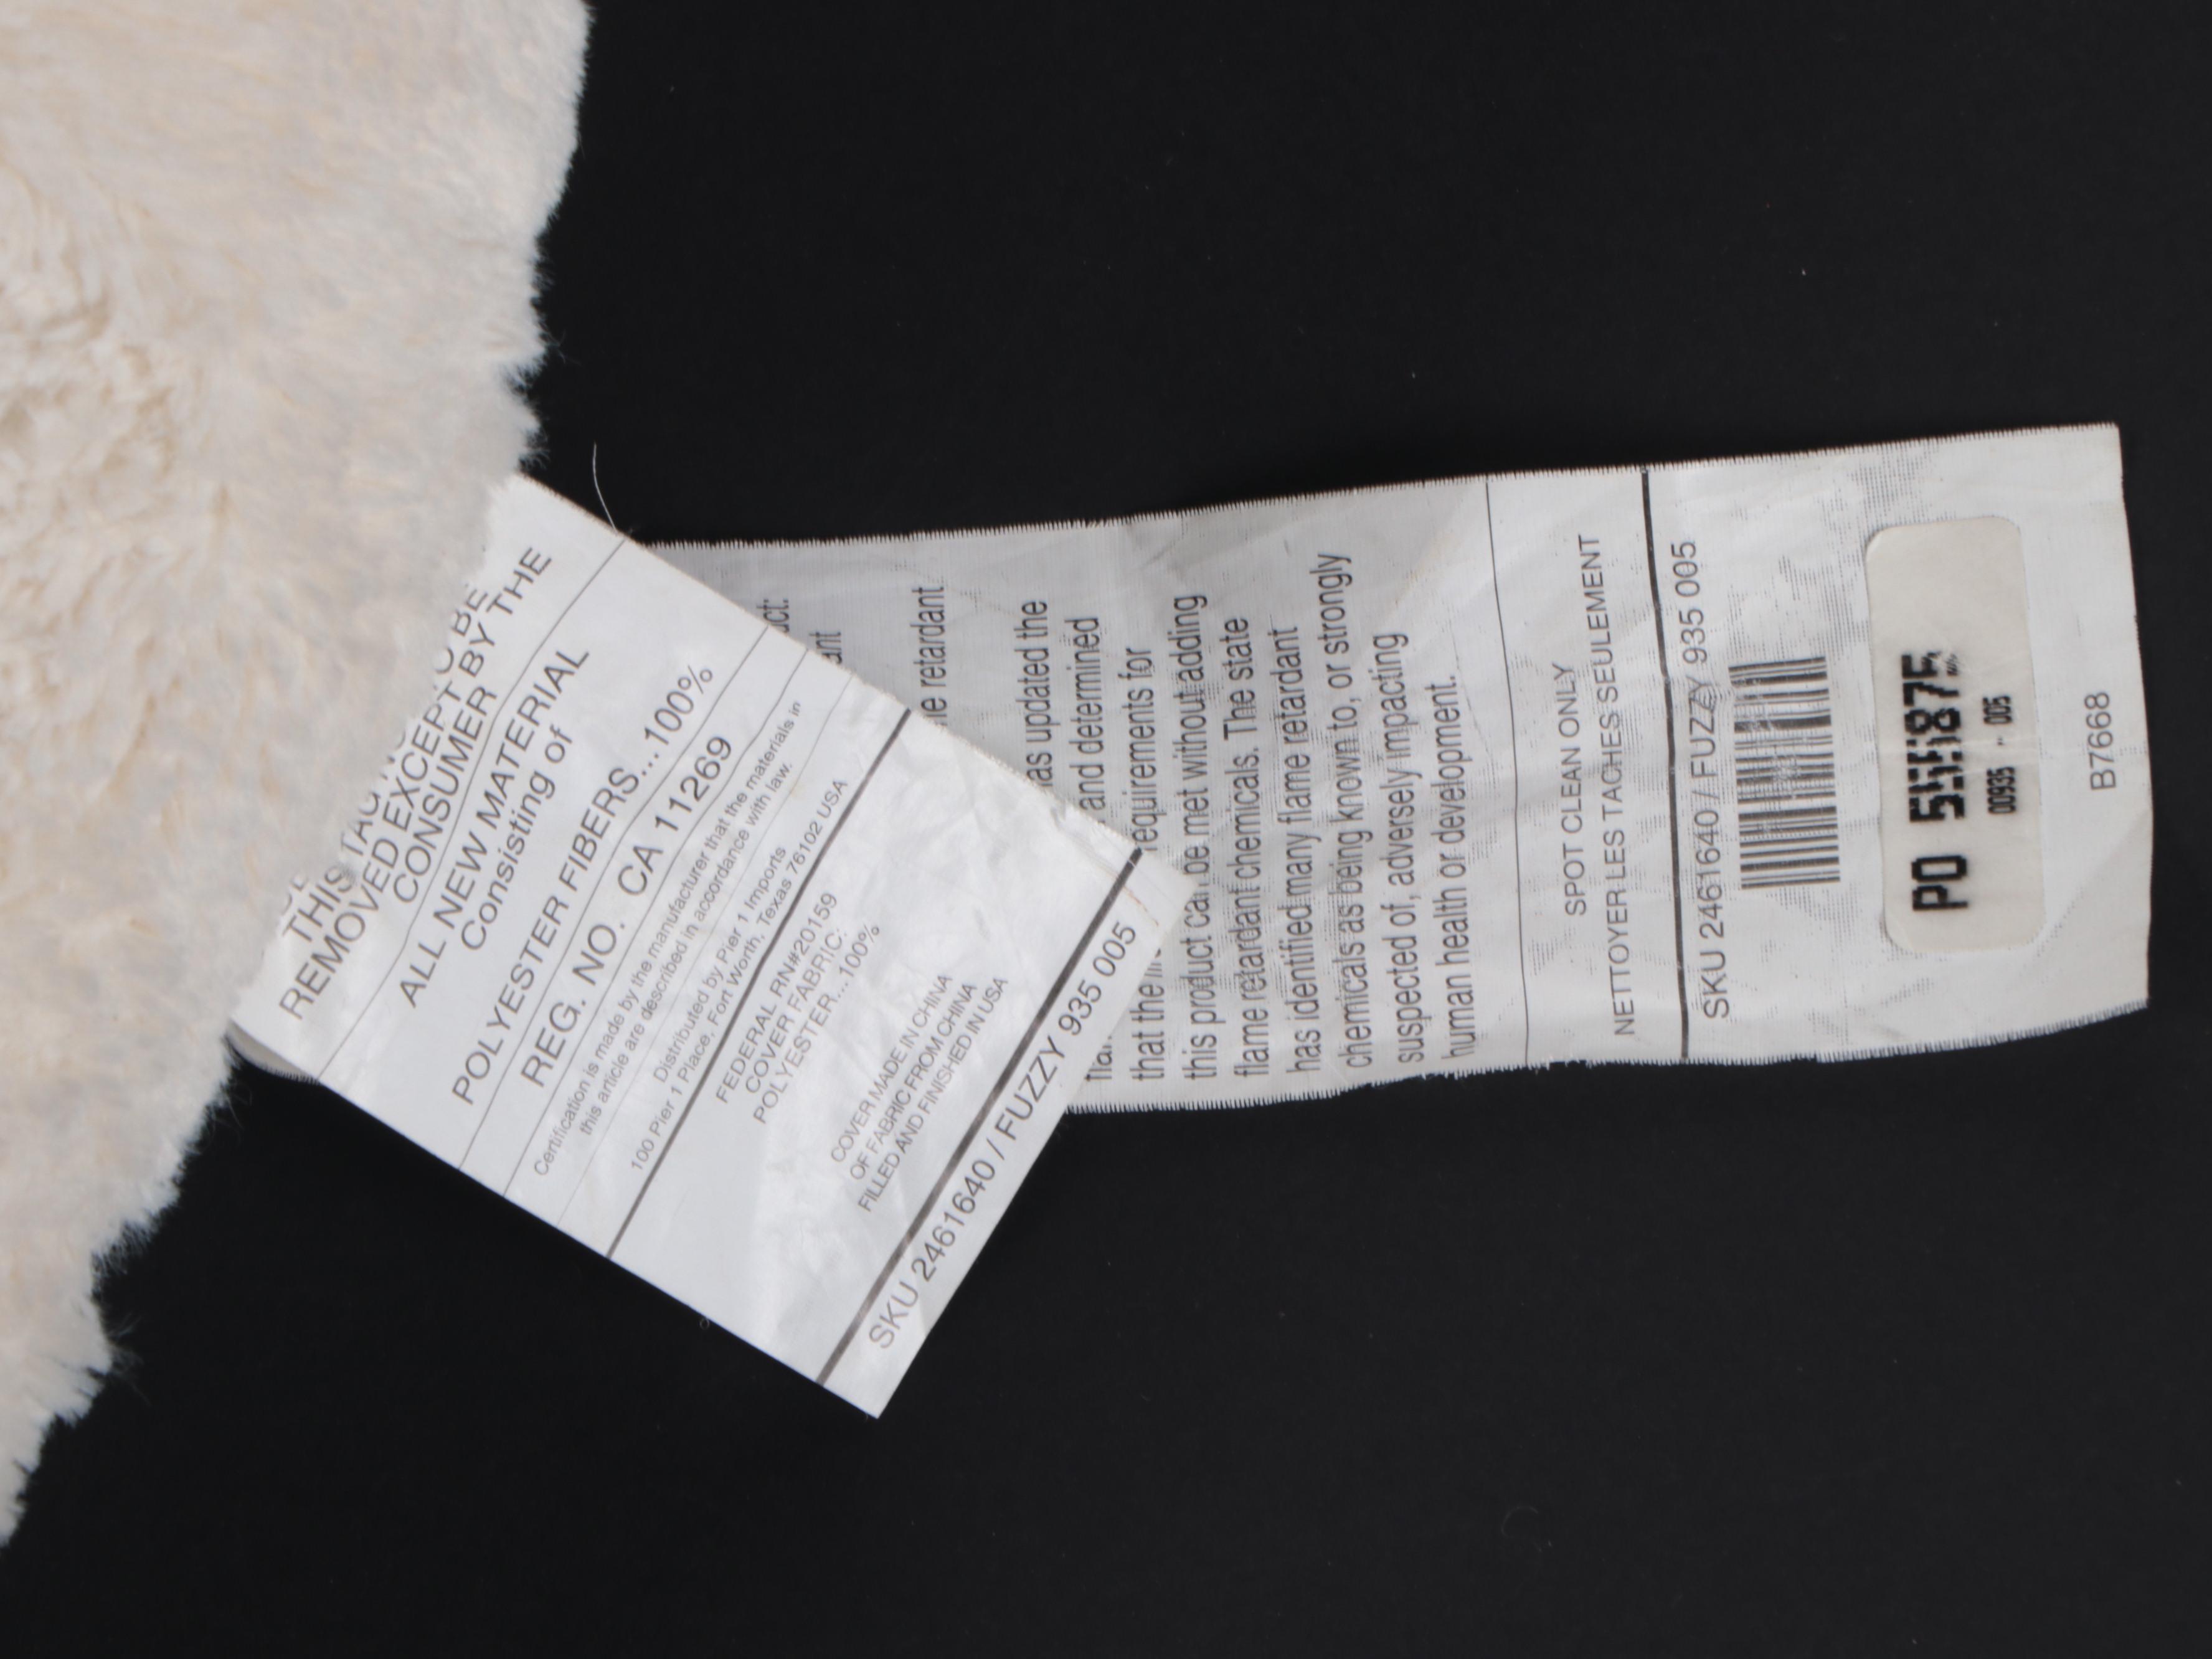 THIS TAG
BE
REMOVED EXCEPT BY THE
CONSUMER
ALL NEW MATERIAL
Consisting of
POLYESTER FIBERS...100%
REG. NO. CA 11269
Certification is made by the manufacturer that the materials in
this article are described in accordance with law.
Distributed by Pier 1 Imports
100 Pier 1 Place, Fort Worth, Texas 76102 USA
FEDERAL RN#20159
COVER FABRIC:
POLYESTER...100%
COVER MADE IN CHINA
OF FABRIC FROM CHINA
FILLED AND FINISHED IN USA
SKU 2461640 / FUZZY 935 005
retardant
as updated the
and determined
that the requirements for
this product can be met without adding
flame retardant chemicals. The state
has identified many flame retardant
chemicals as being known to, or strongly
suspected of, adversely impacting
human health or development.
SPOT CLEAN ONLY
NETTOYER LES TACHES SEULEMENT
SKU 2461640 / FUZZY 935 005
PO 555875
00935 - 005
B7668